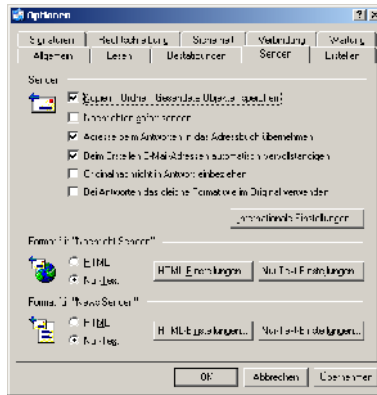 Optionen
Signaturen Rechtschreibung Sicherheit Verbindung Wartung
Allgemein Lesen Bestätigungen Senden Erstellen
Senden
Kopien im Ordner "Gesendete Objekte" speichern
Nachrichten sofort senden
Adresse beim Antworten in das Adressbuch übernehmen
Beim Erstellen E-Mail-Adressen automatisch vervollständigen
Originalnachricht in Antwort einbeziehen
Bei Antworten das gleiche Format wie im Original verwenden
Internationale Einstellungen...
Format für "Nachricht Senden"
HTML
HTML Einstellungen... Nur Text-Einstellungen...
Nur-Text
Format für "News Senden"
HTML
HTML-Einstellungen... Nur-Text-Einstellungen...
Nur-Text
OK Abbrechen Übernehmen